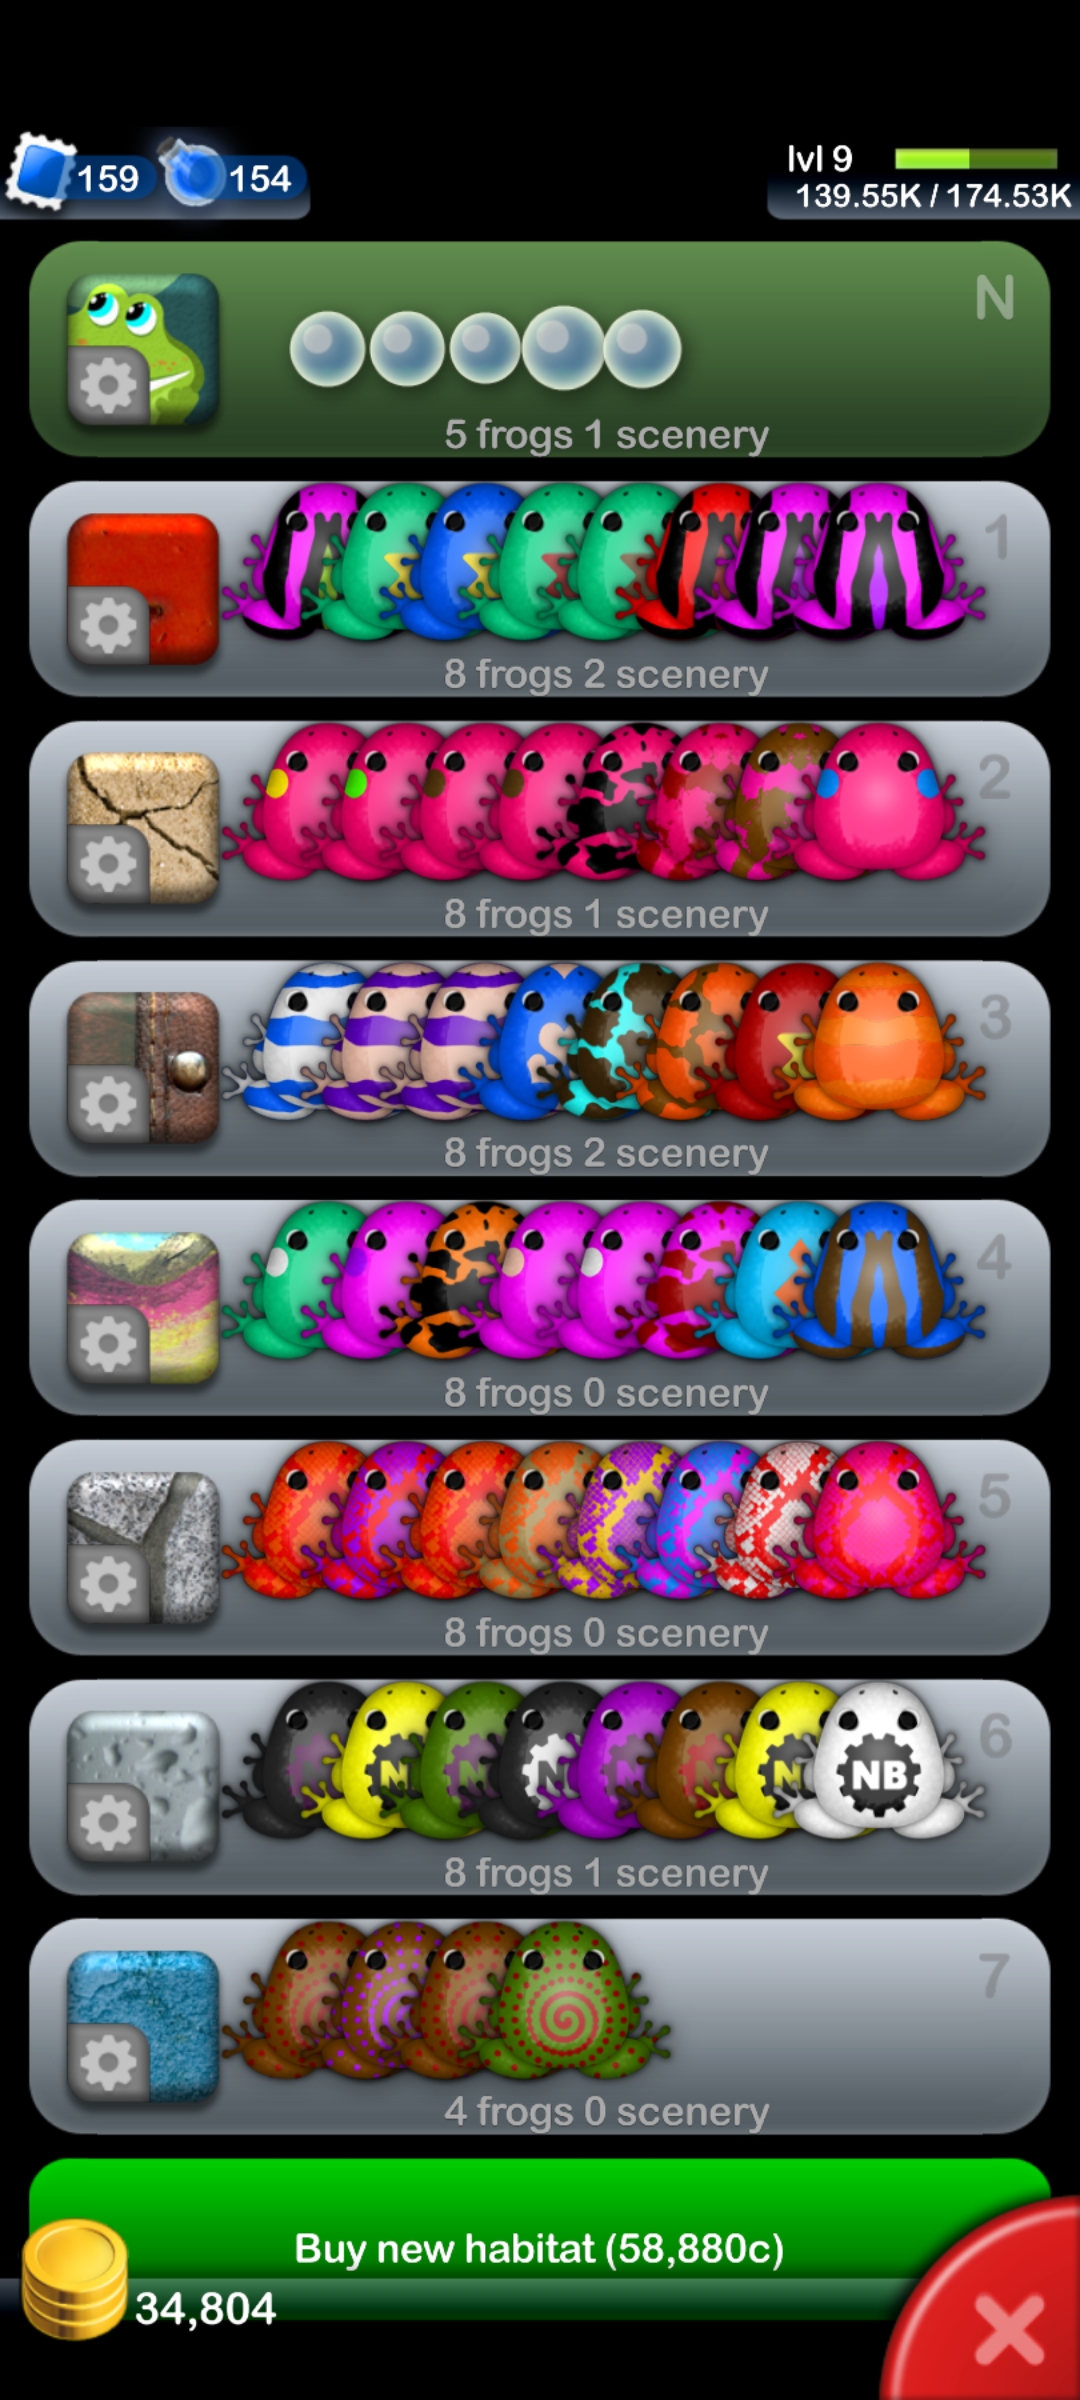 159
154
lvl 9
139.55K / 174.53K
N
5 frogs 1 scenery
1
8 frogs 2 scenery
2
8 frogs 1 scenery
3
8 frogs 2 scenery
4
8 frogs 0 scenery
5
8 frogs 0 scenery
6
N
N
N
N
N
N
NB
8 frogs 1 scenery
7
4 frogs 0 scenery
Buy new habitat (58,880c)
34,804